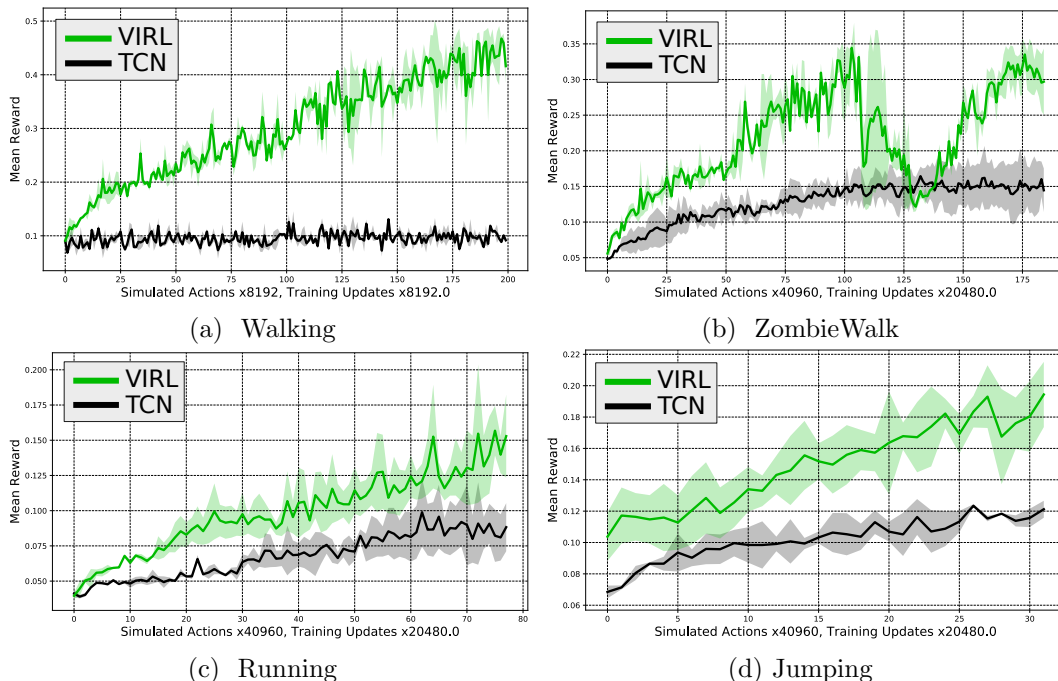 VIRL
TCN
Mean Reward
0.5
0.4
0.3
0.2
0.1
0 25 50 75 100 125 150 175 200
Simulated Actions x8192, Training Updates x8192.0
(a) Walking
VIRL
TCN
Mean Reward
0.35
0.30
0.25
0.20
0.15
0.10
0.05
0 25 50 75 100 125 150 175
Simulated Actions x40960, Training Updates x20480.0
(b) ZombieWalk
VIRL
TCN
Mean Reward
0.200
0.175
0.150
0.125
0.100
0.075
0.050
0 10 20 30 40 50 60 70 80
Simulated Actions x40960, Training Updates x20480.0
(c) Running
VIRL
TCN
Mean Reward
0.22
0.20
0.18
0.16
0.14
0.12
0.10
0.08
0.06
0 5 10 15 20 25 30
Simulated Actions x40960, Training Updates x20480.0
(d) Jumping